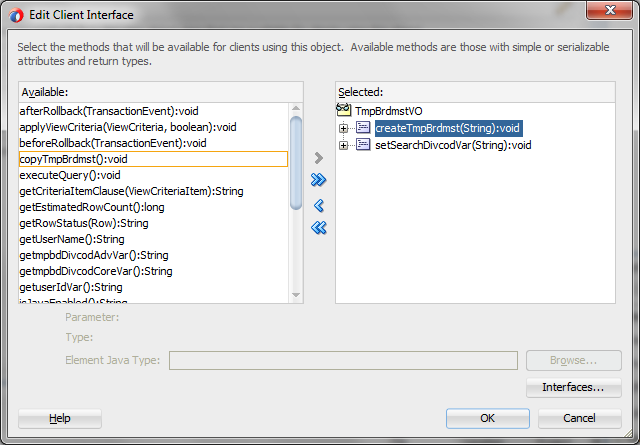 Edit Client Interface
Select the methods that will be available for clients using this object. Available methods are those with simple or serializable
attributes and return types.
Available:
afterRollback(TransactionEvent):void
applyViewCriteria(ViewCriteria, boolean):void
beforeRollback(TransactionEvent):void
copyTmpBrdmst():void
executeQuery():void
getCriteriaItemClause(ViewCriteriaItem):String
getEstimatedRowCount():long
getRowStatus(Row):String
getUserName():String
getmpbdDivcodAdvVar():String
getmpbdDivcodCoreVar():String
getuserIdVar():String
Selected:
TmpBrdmstVO
createTmpBrdmst(String):void
setSearchDivcodVar(String):void
Parameter:
Type:
Element Java Type:
Browse...
Interfaces...
Help
OK
Cancel